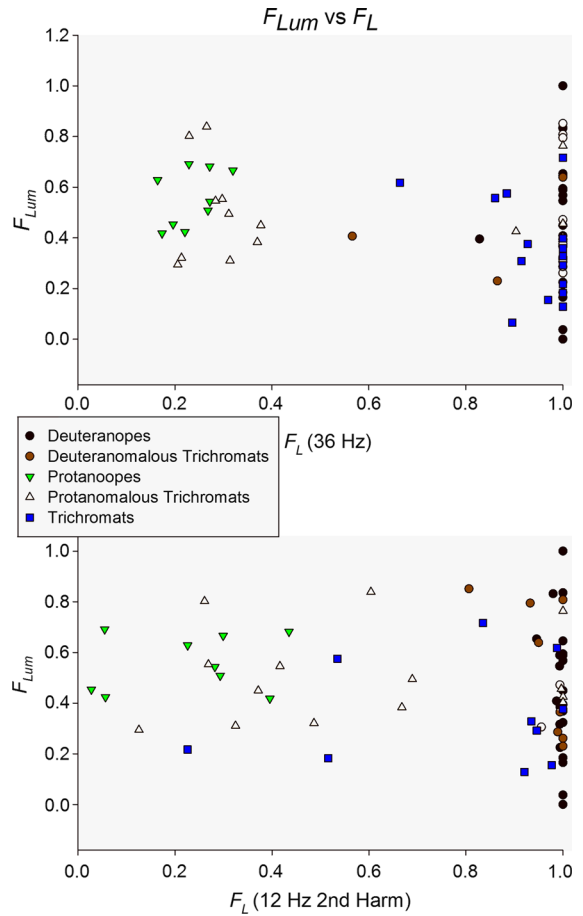 F_Lum vs F_L
1.2
1.0
0.8
0.6
0.4
0.2
0.0
F_Lum
0.0 0.2 0.4 0.6 0.8 1.0
F_L (36 Hz)
Deuteranopes
Deuteranomalous Trichromats
Protanoopes
Protanomalous Trichromats
Trichromats
1.0
0.8
0.6
0.4
0.2
0.0
F_Lum
0.0 0.2 0.4 0.6 0.8 1.0
F_L (12 Hz 2nd Harm)